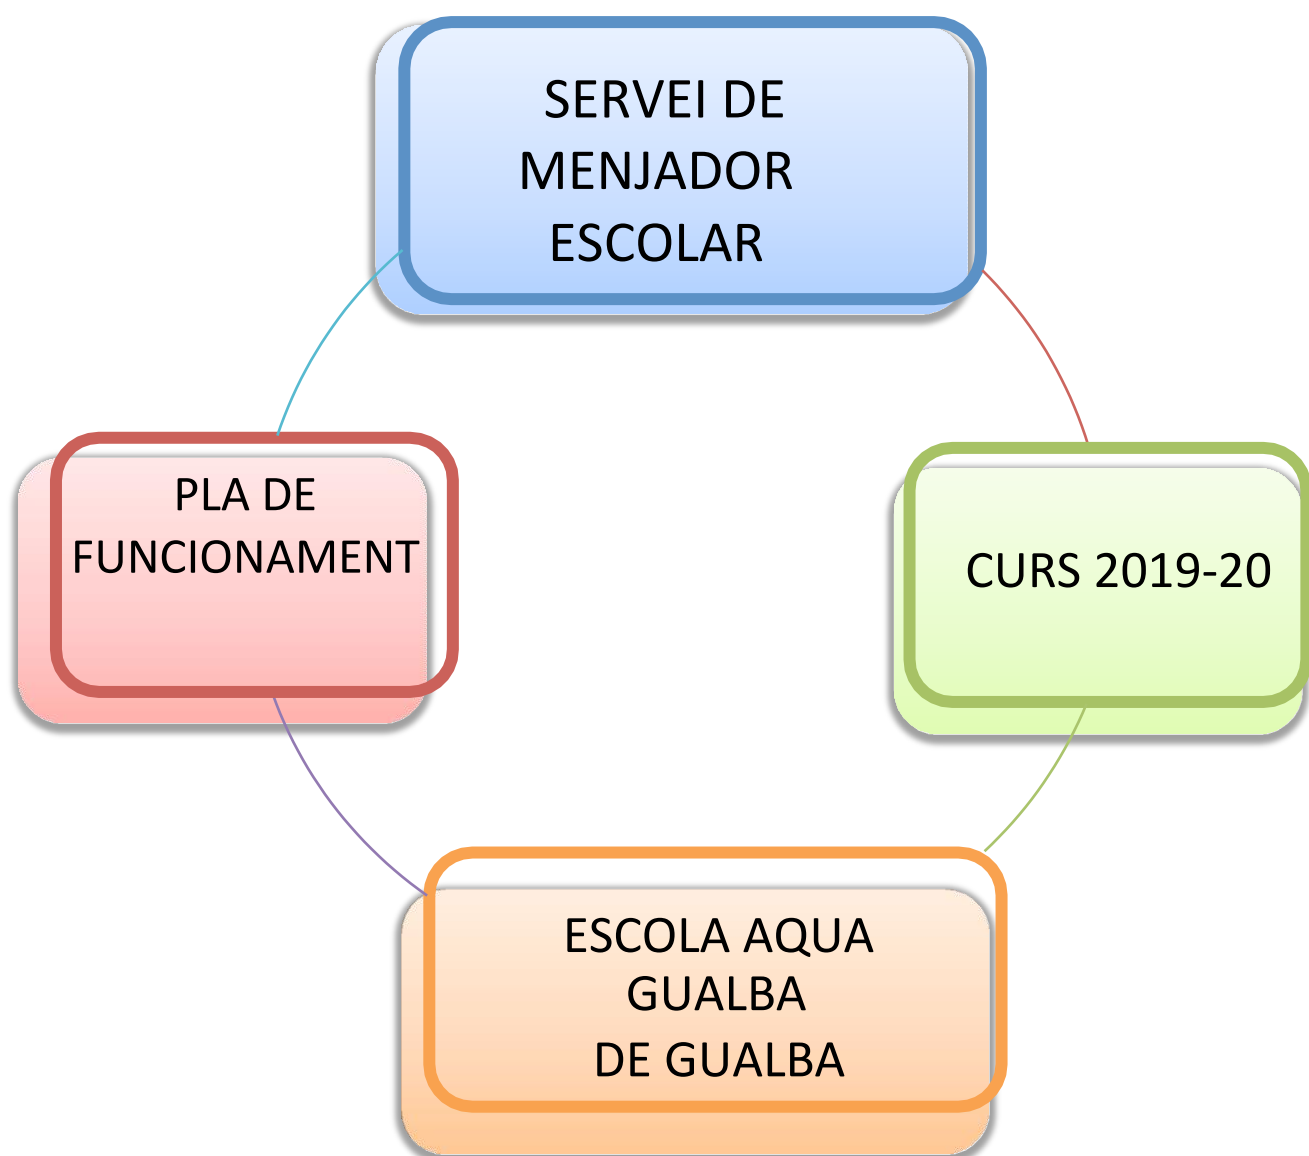 SERVEI DE
MENJADOR
ESCOLAR
PLA DE
FUNCIONAMENT
CURS 2019-20
ESCOLA AQUA
GUALBA
DE GUALBA